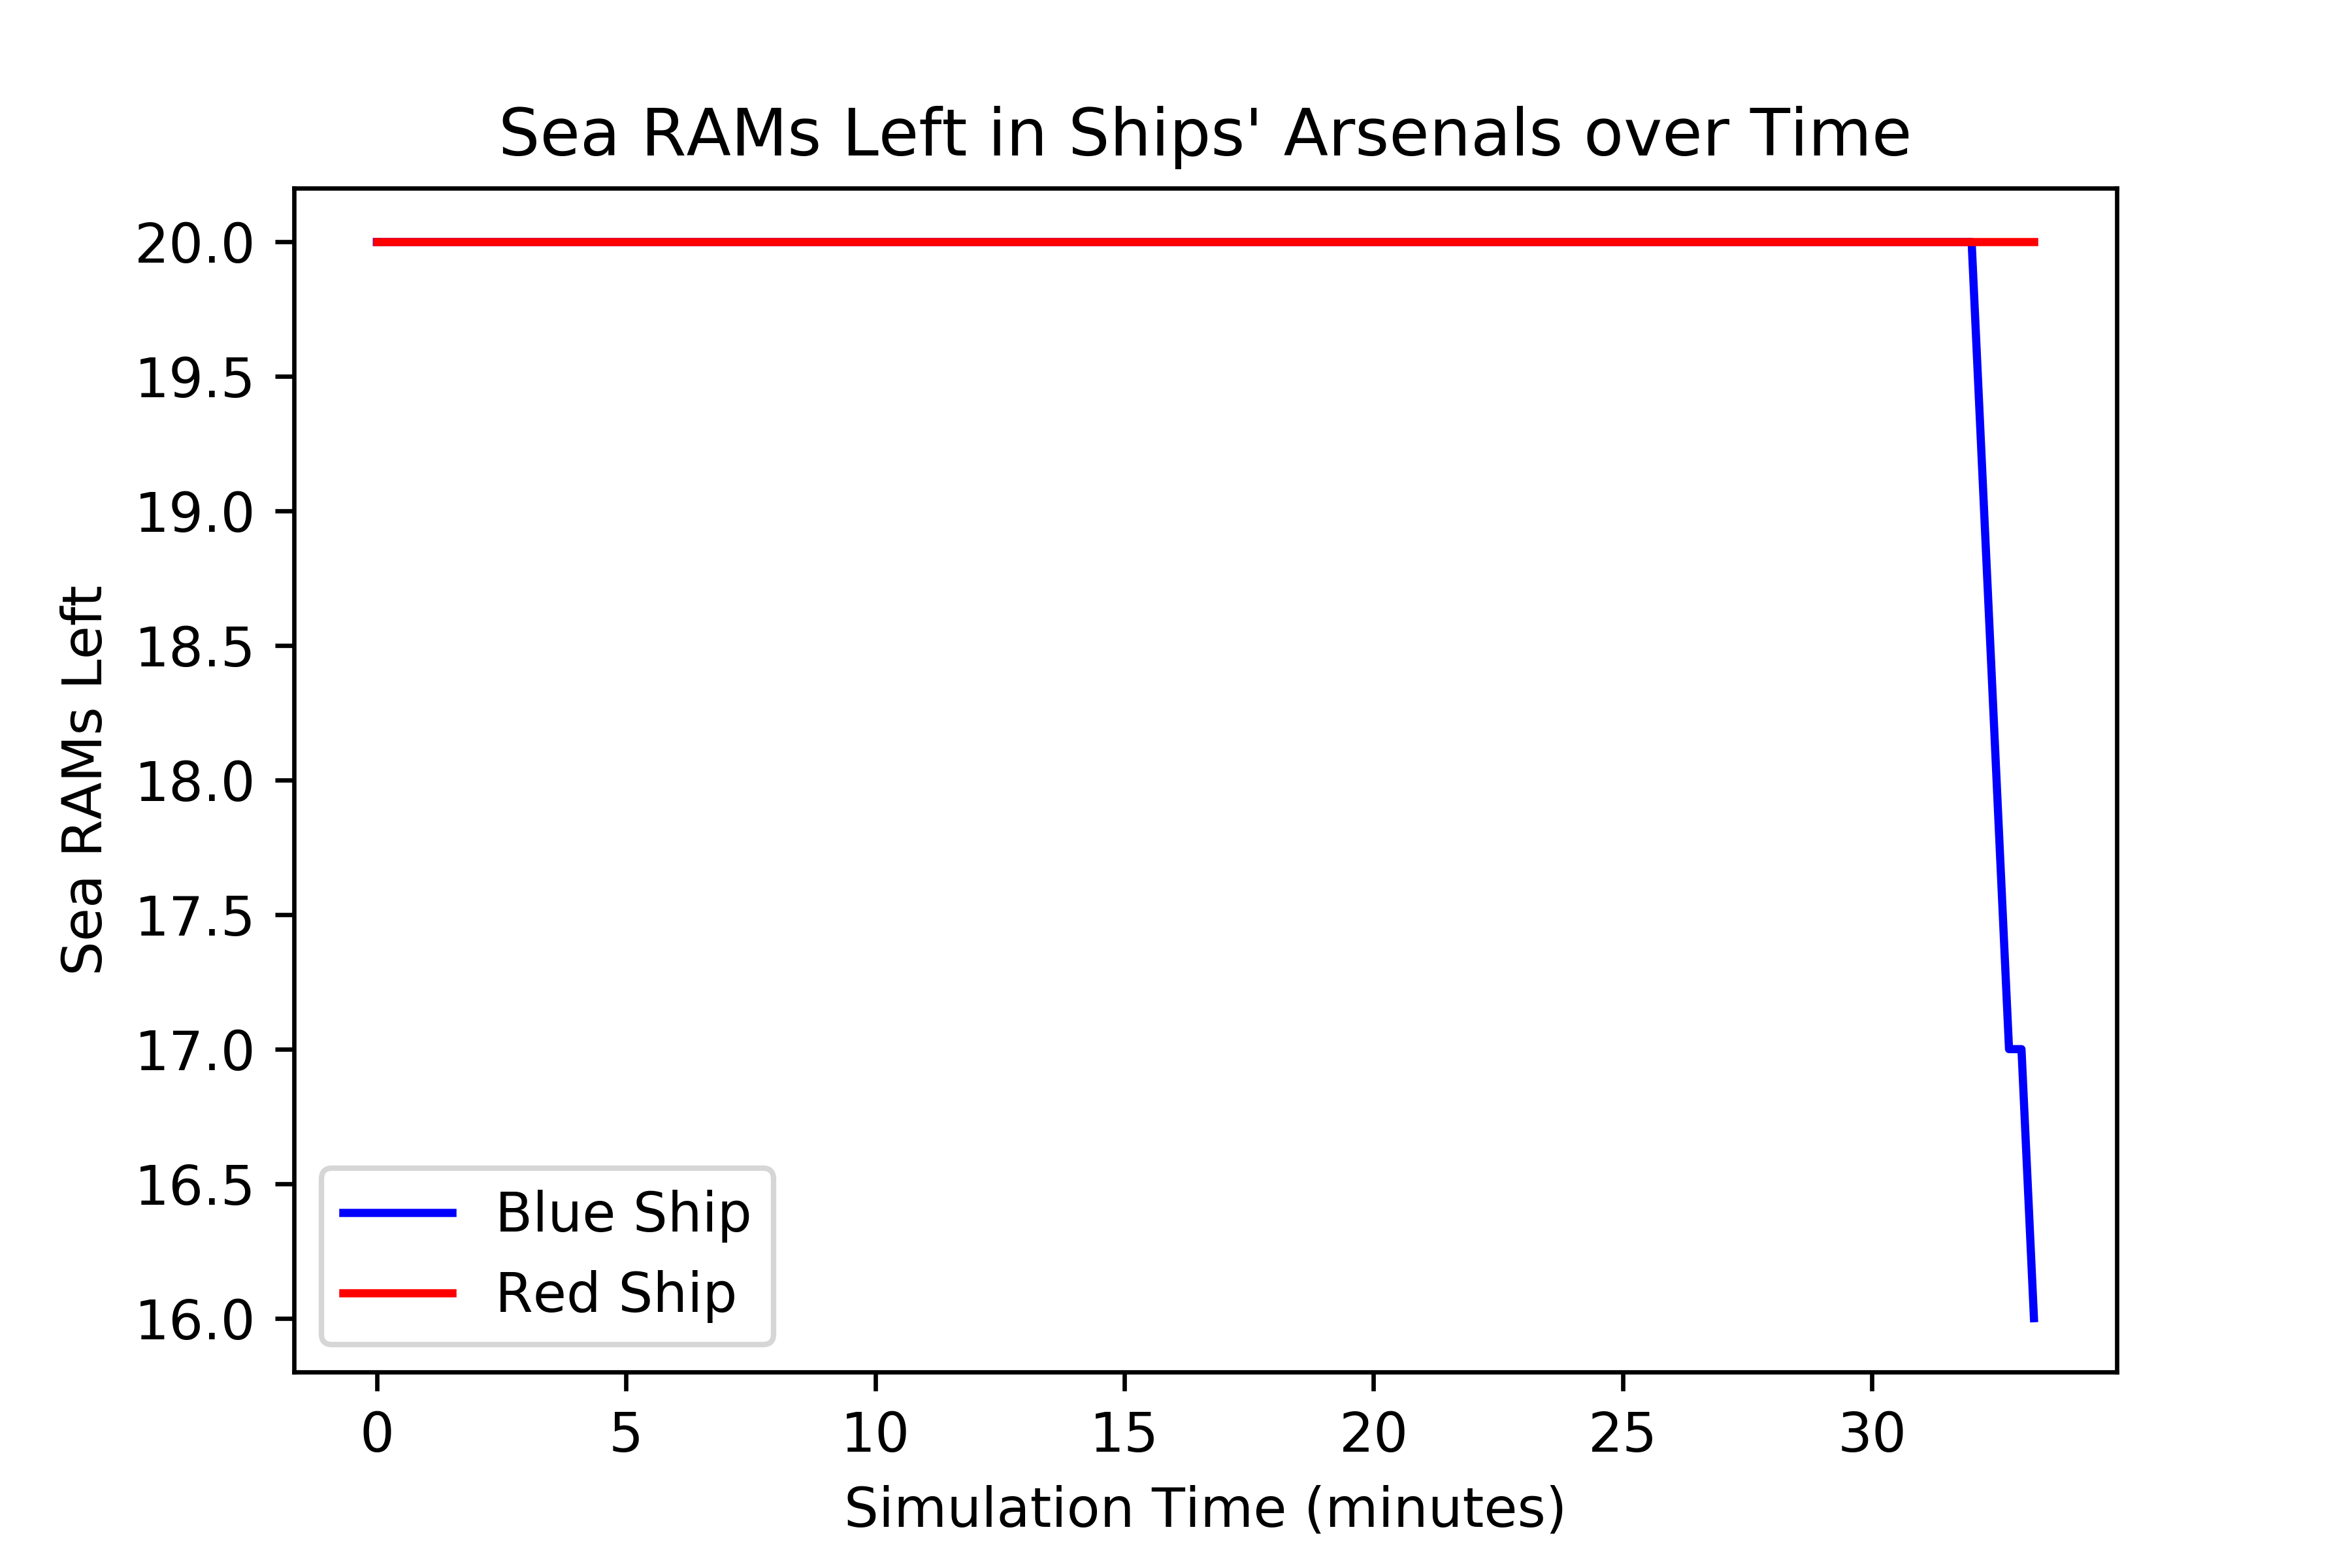 Sea RAMs Left in Ships' Arsenals over Time
Sea RAMs Left
20.0
19.5
19.0
18.5
18.0
17.5
17.0
16.5
16.0
Blue Ship
Red Ship
0 5 10 15 20 25 30
Simulation Time (minutes)